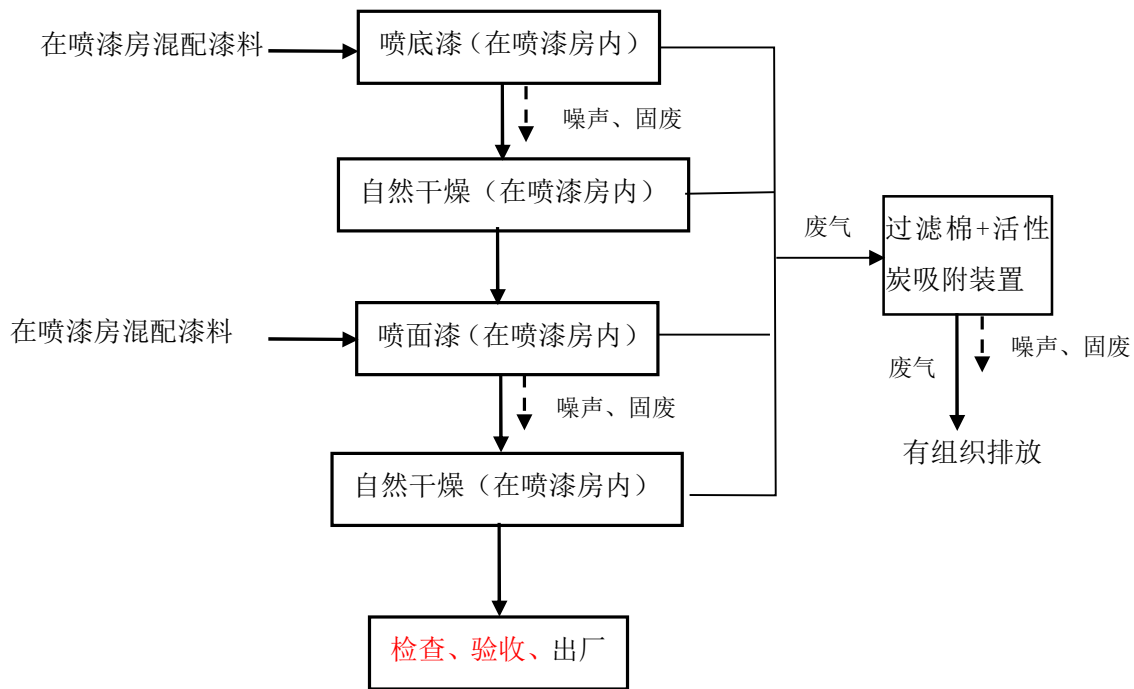 在喷漆房混配漆料
喷底漆（在喷漆房内）
噪声、固废
自然干燥（在喷漆房内）
废气
过滤棉+活性
炭吸附装置
在喷漆房混配漆料
喷面漆（在喷漆房内）
噪声、固废
废气
噪声、固废
有组织排放
自然干燥（在喷漆房内）
检查、验收、出厂